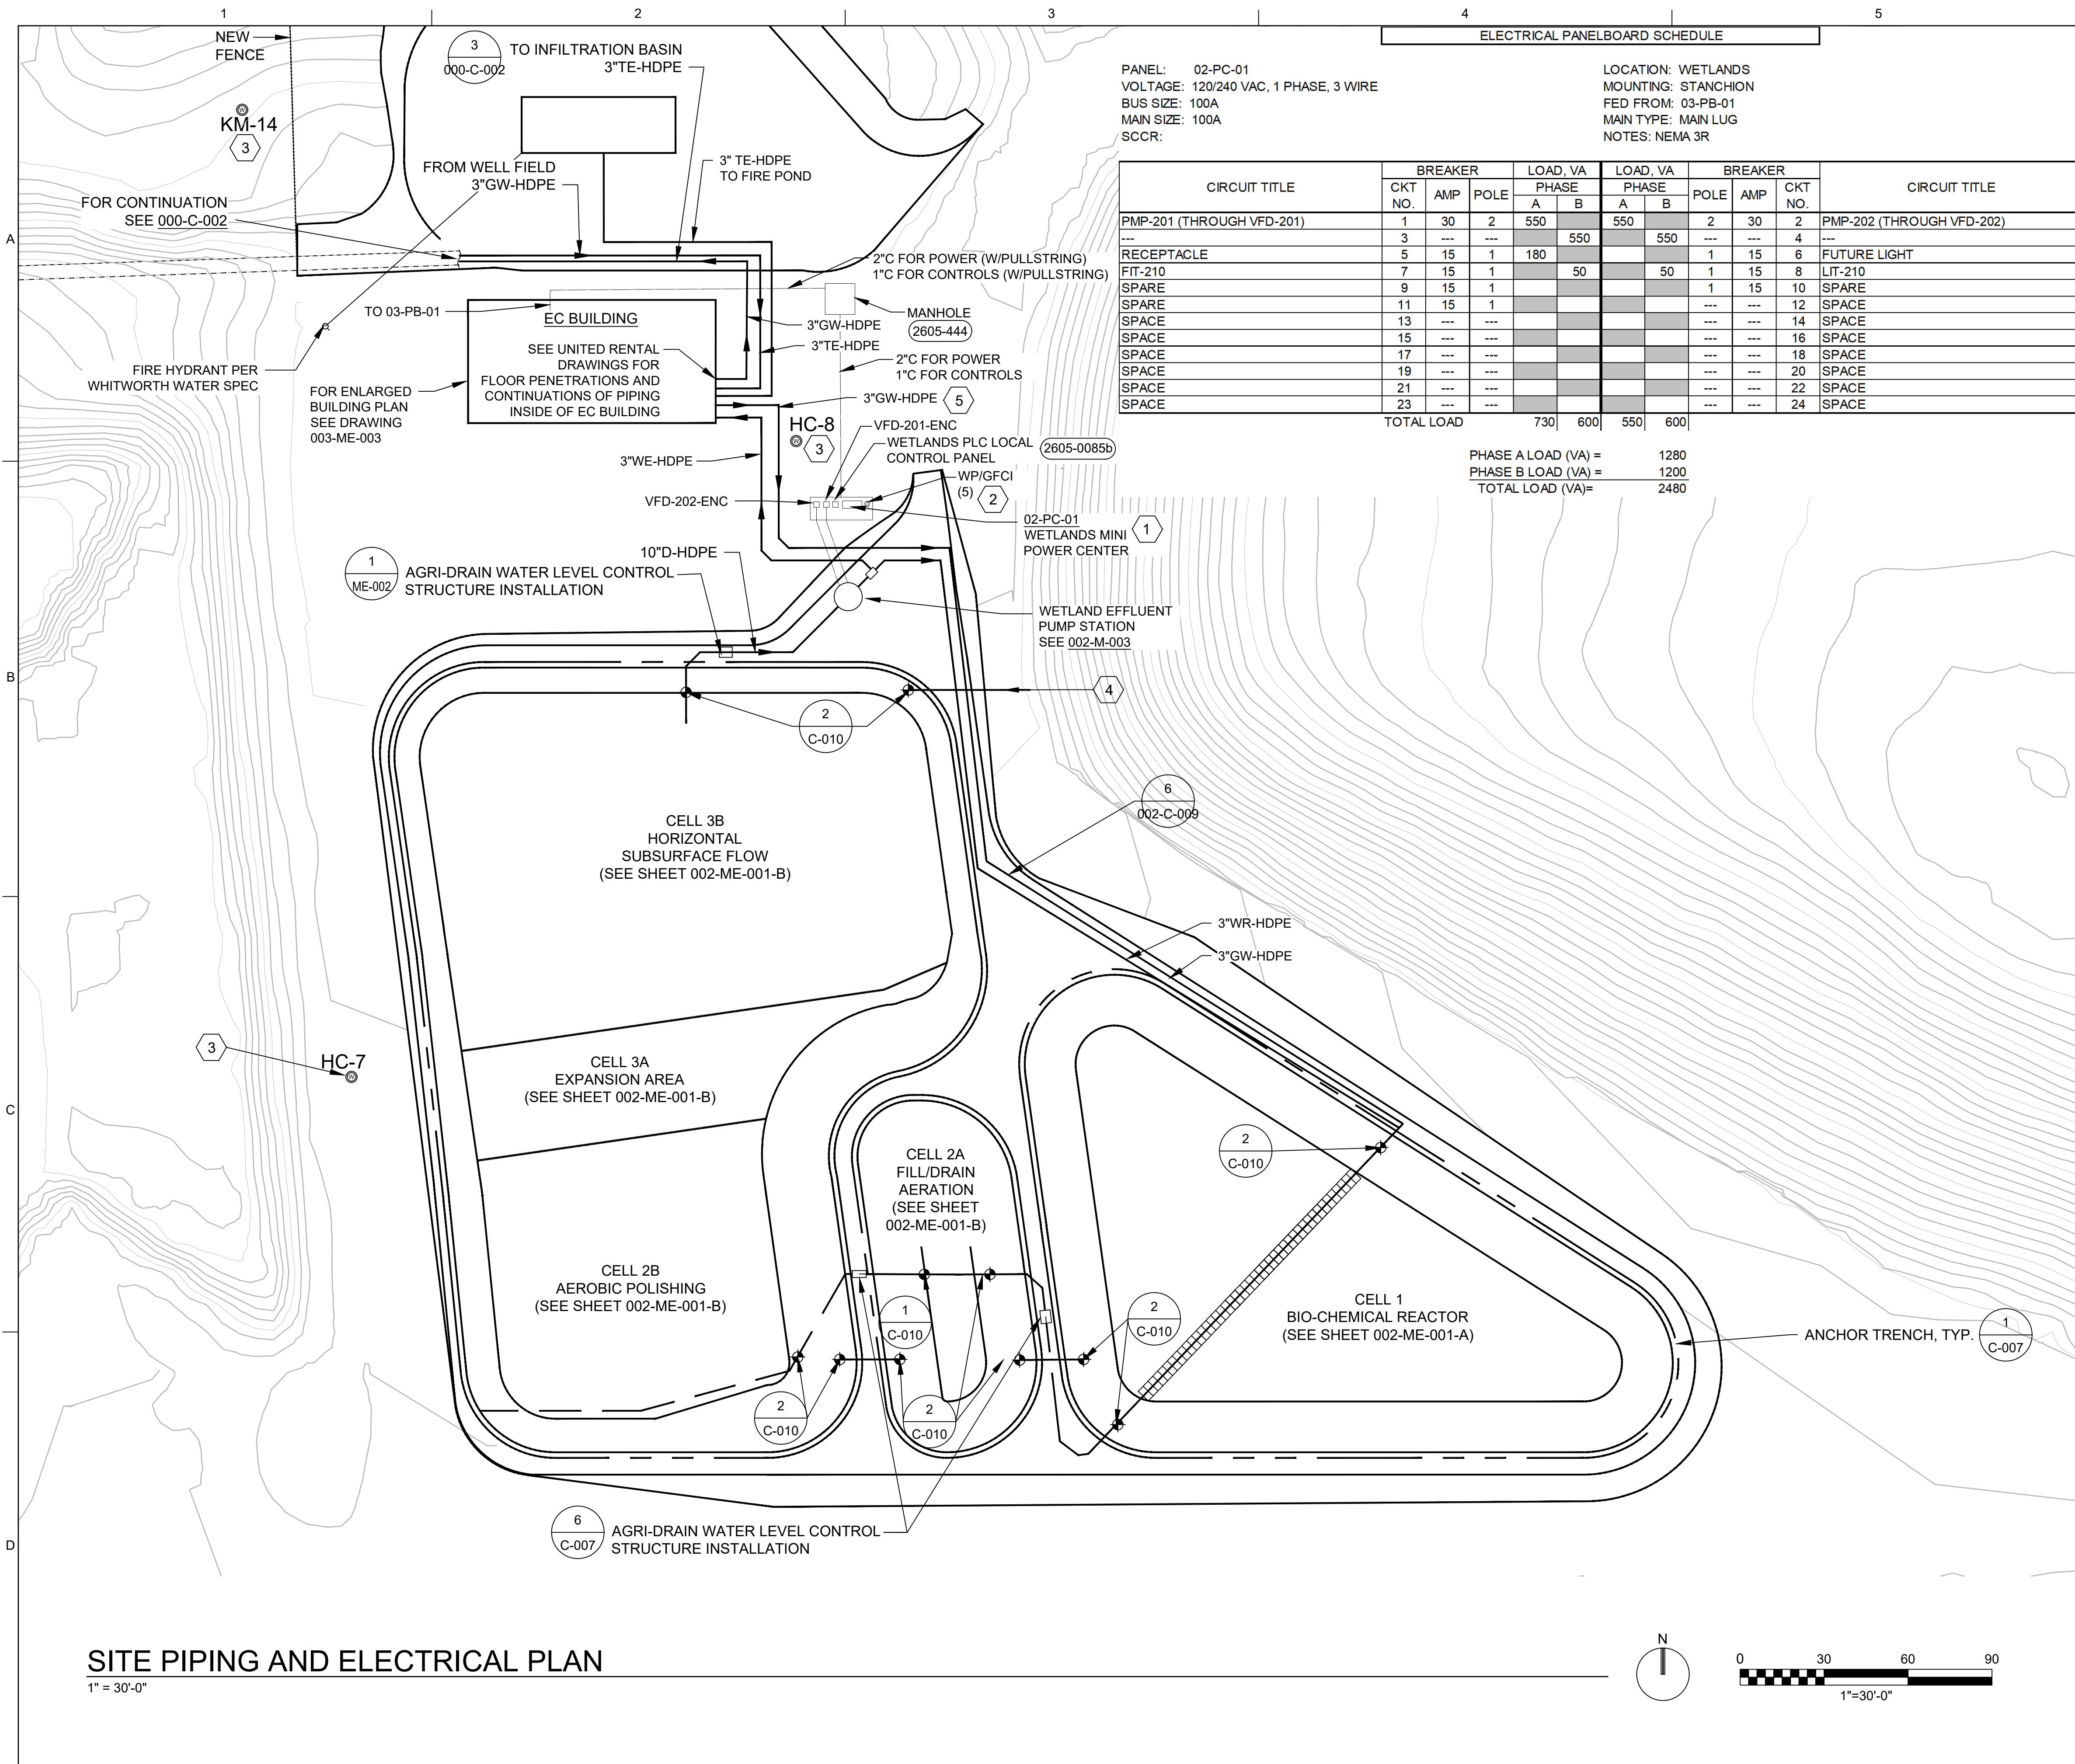 1 2 3 4 5
A
B
C
D
NEW
FENCE
3
000-C-002
TO INFILTRATION BASIN
3"TE-HDPE
KM-14
3
FROM WELL FIELD
3"GW-HDPE
3" TE-HDPE
TO FIRE POND
FOR CONTINUATION
SEE 000-C-002
2"C FOR POWER (W/PULLSTRING)
1"C FOR CONTROLS (W/PULLSTRING)
TO 03-PB-01
EC BUILDING
MANHOLE
2605-444
3"GW-HDPE
3"TE-HDPE
SEE UNITED RENTAL
DRAWINGS FOR
FLOOR PENETRATIONS AND
CONTINUATIONS OF PIPING
INSIDE OF EC BUILDING
2"C FOR POWER
1"C FOR CONTROLS
FIRE HYDRANT PER
WHITWORTH WATER SPEC
FOR ENLARGED
BUILDING PLAN
SEE DRAWING
003-ME-003
3"GW-HDPE
5
HC-8
3
VFD-201-ENC
WETLANDS PLC LOCAL
CONTROL PANEL
2605-0085b
3"WE-HDPE
WP/GFCI
(5)
2
VFD-202-ENC
02-PC-01
WETLANDS MINI
POWER CENTER
1
10"D-HDPE
1
ME-002
AGRI-DRAIN WATER LEVEL CONTROL
STRUCTURE INSTALLATION
WETLAND EFFLUENT
PUMP STATION
SEE 002-M-003
4
2
C-010
6
002-C-009
CELL 3B
HORIZONTAL
SUBSURFACE FLOW
(SEE SHEET 002-ME-001-B)
3"WR-HDPE
3"GW-HDPE
3
HC-7
CELL 3A
EXPANSION AREA
(SEE SHEET 002-ME-001-B)
2
C-010
CELL 2A
FILL/DRAIN
AERATION
(SEE SHEET
002-ME-001-B)
CELL 2B
AEROBIC POLISHING
(SEE SHEET 002-ME-001-B)
1
C-010
2
C-010
CELL 1
BIO-CHEMICAL REACTOR
(SEE SHEET 002-ME-001-A)
ANCHOR TRENCH, TYP.
1
C-007
2
C-010
2
C-010
6
C-007
AGRI-DRAIN WATER LEVEL CONTROL
STRUCTURE INSTALLATION
ELECTRICAL PANELBOARD SCHEDULE
PANEL: 02-PC-01
VOLTAGE: 120/240 VAC, 1 PHASE, 3 WIRE
BUS SIZE: 100A
MAIN SIZE: 100A
SCCR:
LOCATION: WETLANDS
MOUNTING: STANCHION
FED FROM: 03-PB-01
MAIN TYPE: MAIN LUG
NOTES: NEMA 3R
CIRCUIT TITLE BREAKER LOAD, VA LOAD, VA BREAKER CIRCUIT TITLE
CKT NO. AMP POLE PHASE PHASE POLE AMP CKT NO.
A B A B
PMP-201 (THROUGH VFD-201) 1 30 2 550 550 2 30 2 PMP-202 (THROUGH VFD-202)
--- 3 --- --- 550 550 --- --- 4 ---
RECEPTACLE 5 15 1 180 1 15 6 FUTURE LIGHT
FIT-210 7 15 1 50 50 1 15 8 LIT-210
SPARE 9 15 1 1 15 10 SPARE
SPARE 11 15 1 --- --- 12 SPACE
SPACE 13 --- --- --- --- 14 SPACE
SPACE 15 --- --- --- --- 16 SPACE
SPACE 17 --- --- --- --- 18 SPACE
SPACE 19 --- --- --- --- 20 SPACE
SPACE 21 --- --- --- --- 22 SPACE
SPACE 23 --- --- --- --- 24 SPACE
TOTAL LOAD 730 600 550 600
PHASE A LOAD (VA) = 1280
PHASE B LOAD (VA) = 1200
TOTAL LOAD (VA)= 2480
SITE PIPING AND ELECTRICAL PLAN
1" = 30'-0"
N
0 30 60 90
1"=30'-0"